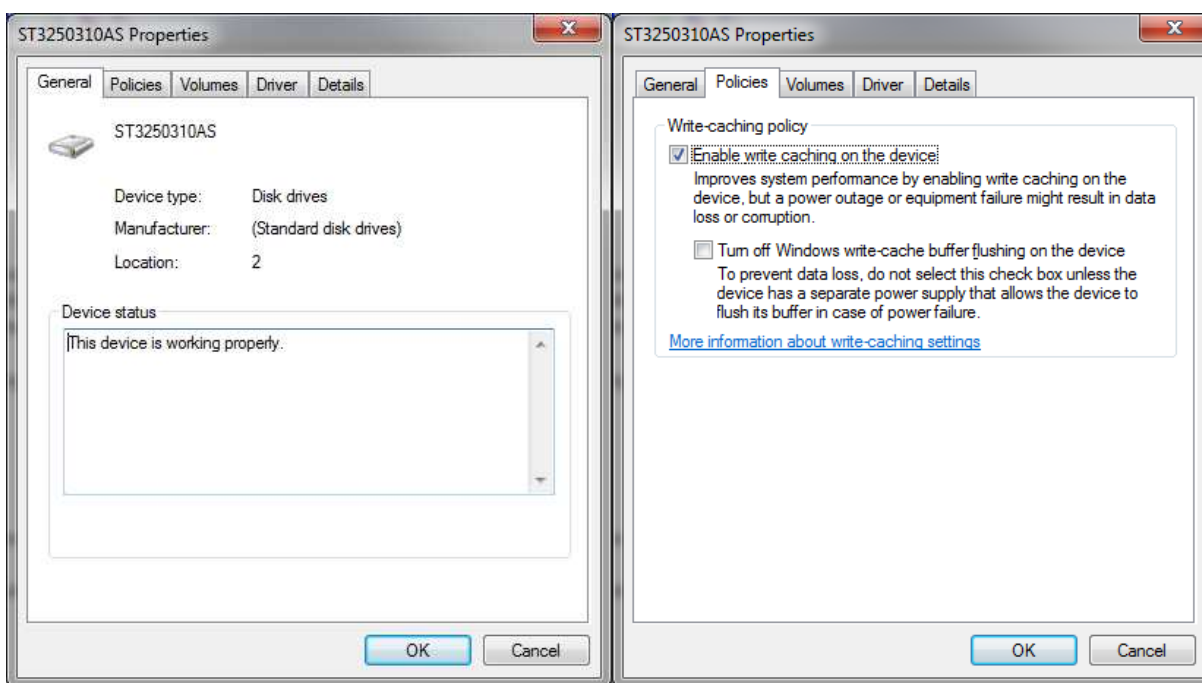 ST3250310AS Properties
General Policies Volumes Driver Details
ST3250310AS
Device type: Disk drives
Manufacturer: (Standard disk drives)
Location: 2
Device status
This device is working properly.
OK Cancel
ST3250310AS Properties
General Policies Volumes Driver Details
Write-caching policy
Enable write caching on the device
Improves system performance by enabling write caching on the
device, but a power outage or equipment failure might result in data
loss or corruption.
Turn off Windows write-cache buffer flushing on the device
To prevent data loss, do not select this check box unless the
device has a separate power supply that allows the device to
flush its buffer in case of power failure.
More information about write-caching settings
OK Cancel